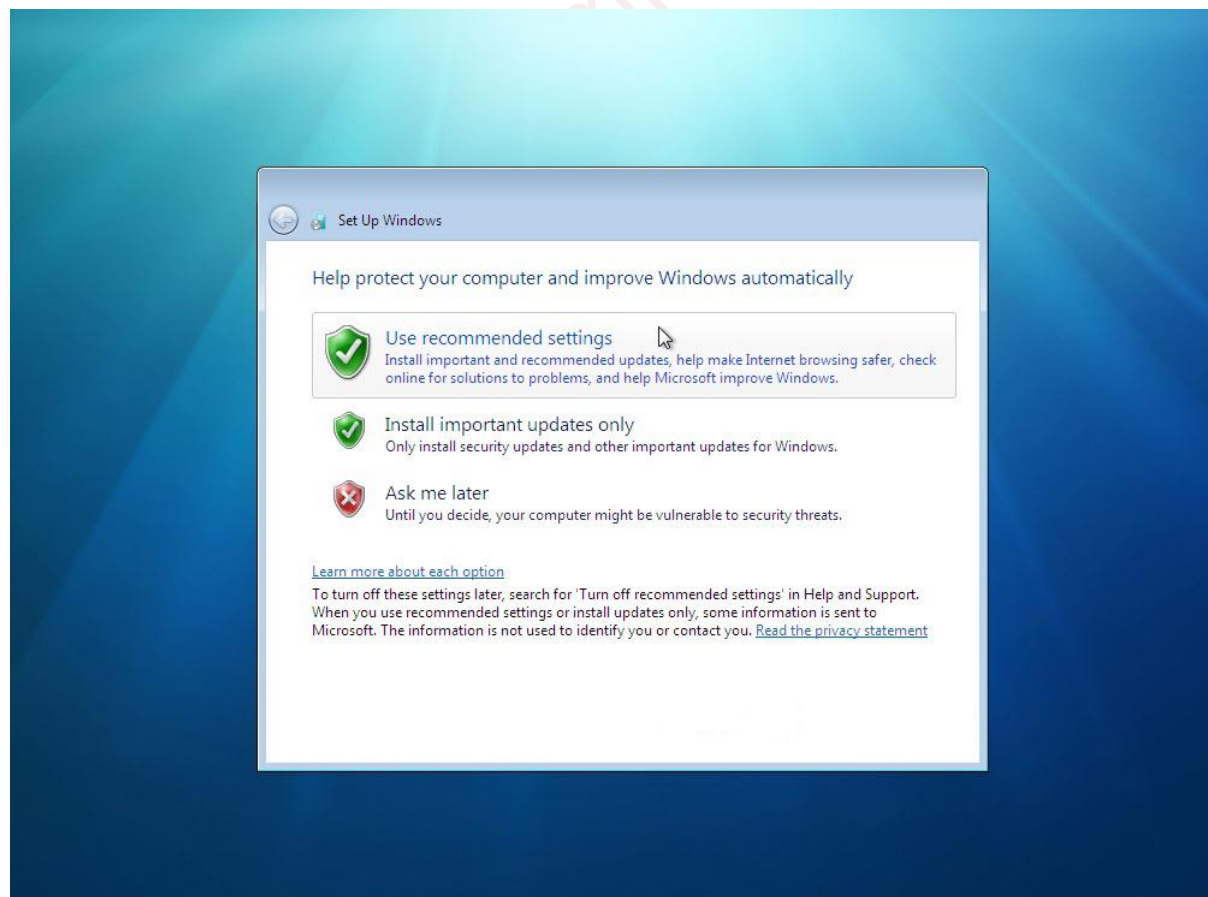 Set Up Windows
Help protect your computer and improve Windows automatically
Use recommended settings
Install important and recommended updates, help make Internet browsing safer, check
online for solutions to problems, and help Microsoft improve Windows.
Install important updates only
Only install security updates and other important updates for Windows.
Ask me later
Until you decide, your computer might be vulnerable to security threats.
Learn more about each option
To turn off these settings later, search for 'Turn off recommended settings' in Help and Support.
When you use recommended settings or install updates only, some information is sent to
Microsoft. The information is not used to identify you or contact you. Read the privacy statement